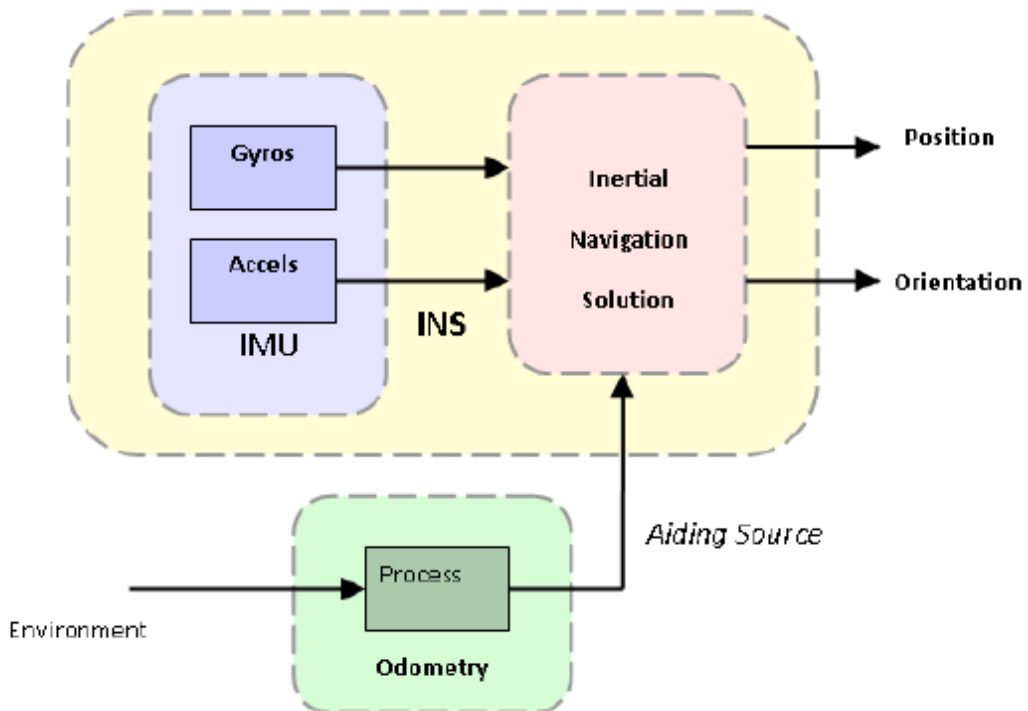 Gyros
Position
Inertial
Navigation
Solution
Accels
Orientation
INS
IMU
Aiding Source
Process
Environment
Odometry